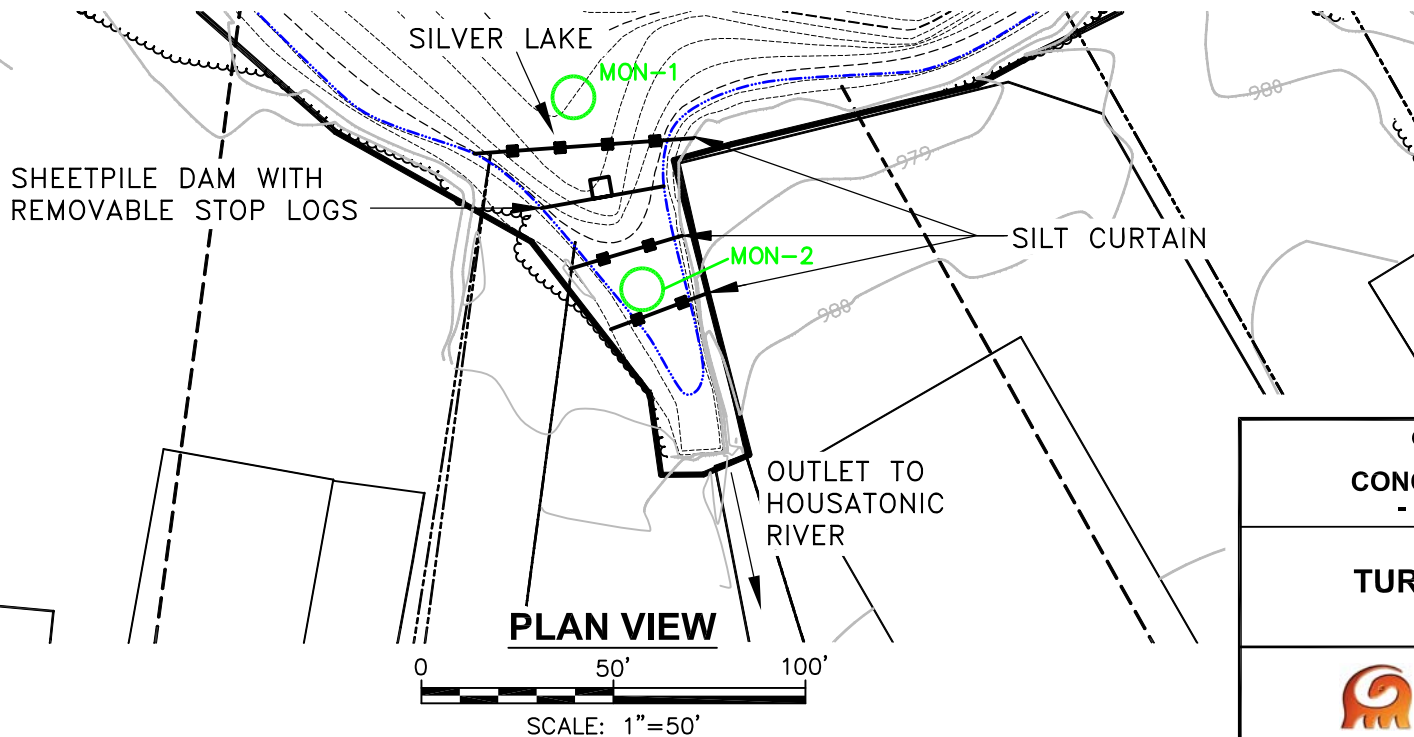 SILVER LAKE
MON-1
980
979
SHEETPILE DAM WITH
REMOVABLE STOP LOGS
SILT CURTAIN
MON-2
980
OUTLET TO
HOUSATONIC
RIVER
PLAN VIEW
0 50' 100'
SCALE: 1"=50'
CONC
-
TUR